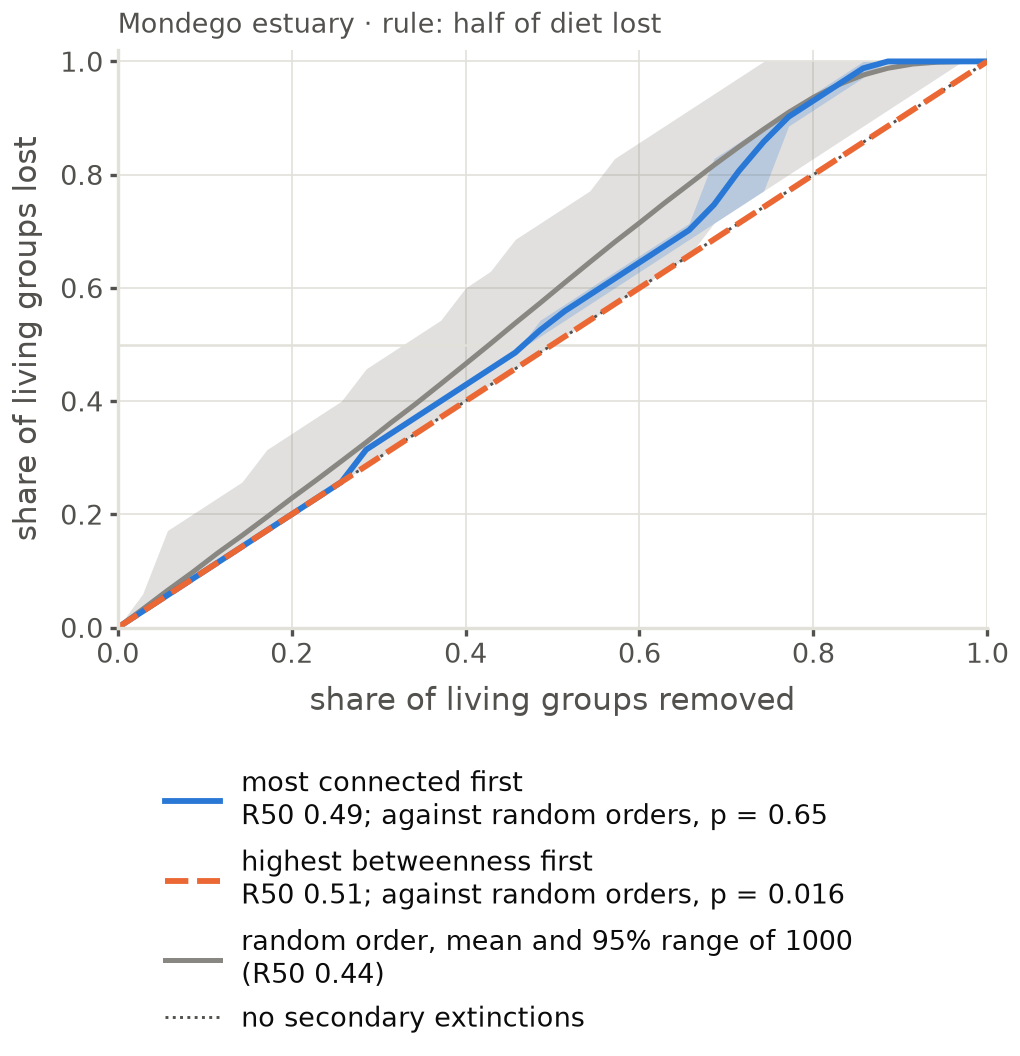 Mondego estuary · rule: half of diet lost
share of living groups lost
1.0
0.8
0.6
0.4
0.2
0.0
0.0 0.2 0.4 0.6 0.8 1.0
share of living groups removed
most connected first
R50 0.49; against random orders, p = 0.65
highest betweenness first
R50 0.51; against random orders, p = 0.016
random order, mean and 95% range of 1000
(R50 0.44)
no secondary extinctions